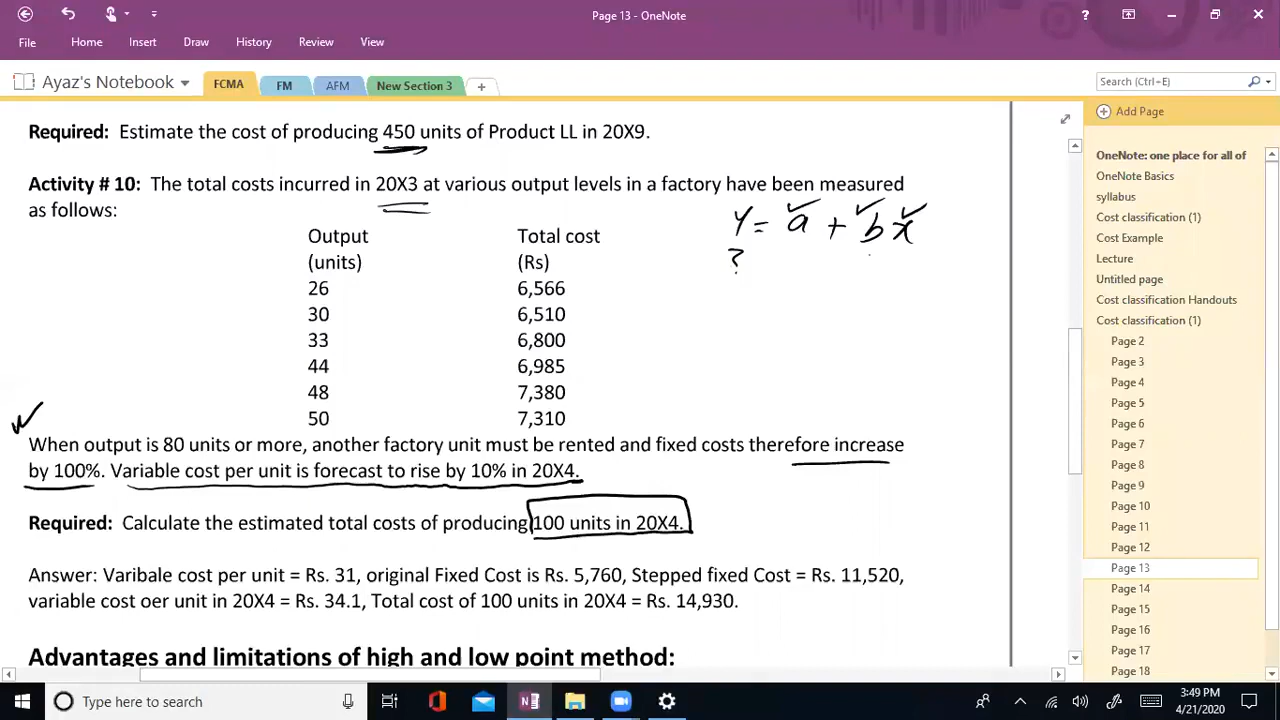 Page 13 - OneNote
File Home Insert Draw History Review View
Ayaz's Notebook FCMA FM AFM New Section 3
Search (Ctrl+E)
Required: Estimate the cost of producing 450 units of Product LL in 20X9.
Activity # 10: The total costs incurred in 20X3 at various output levels in a factory have been measured
as follows:
y = a + bx
?
Output Total cost
(units) (Rs)
26 6,566
30 6,510
33 6,800
44 6,985
48 7,380
50 7,310
When output is 80 units or more, another factory unit must be rented and fixed costs therefore increase
by 100%. Variable cost per unit is forecast to rise by 10% in 20X4.
Required: Calculate the estimated total costs of producing 100 units in 20X4.
Answer: Varibale cost per unit = Rs. 31, original Fixed Cost is Rs. 5,760, Stepped fixed Cost = Rs. 11,520,
variable cost oer unit in 20X4 = Rs. 34.1, Total cost of 100 units in 20X4 = Rs. 14,930.
Advantages and limitations of high and low point method:
Add Page
OneNote: one place for all of
OneNote Basics
syllabus
Cost classification (1)
Cost Example
Lecture
Untitled page
Cost classification Handouts
Cost classification (1)
Page 2
Page 3
Page 4
Page 5
Page 6
Page 7
Page 8
Page 9
Page 10
Page 11
Page 12
Page 13
Page 14
Page 15
Page 16
Page 17
Page 18
Type here to search
3:49 PM
4/21/2020